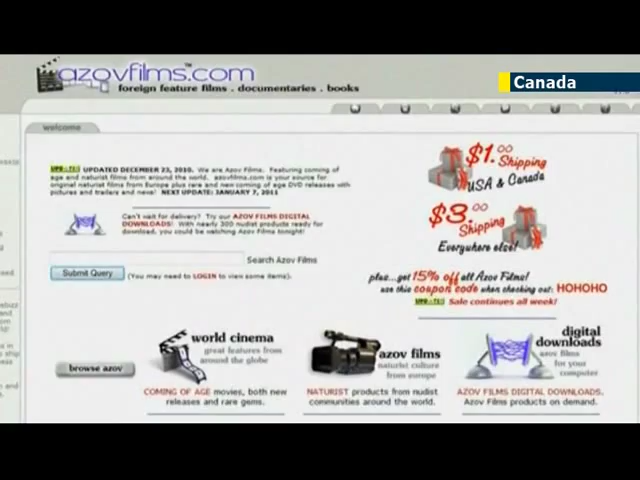 Canada
azovfilms.com™
foreign feature films . documentaries . books
welcome
UPDATED DECEMBER 23, 2010. We are Azov Films. Featuring coming of
age and naturist films from around the world. azovfilms.com is your source for
original naturist films from Europe plus rare and new coming of age DVD releases with
pictures and trailers and news! NEXT UPDATE: JANUARY 7, 2011
Can't wait for delivery? Try our AZOV FILMS DIGITAL
DOWNLOADS! With nearly 300 nudist products ready for
download, you could be watching Azov Films tonight!
Search Azov Films
Submit Query
(You may need to LOGIN to view some items).
$1.00
Shipping
USA & Canada
$3.00
Shipping
Everywhere else!
plus...get 15% off all Azov Films!
use this coupon code when checking out: HOHOHO
Sale continues all week!
browse azov
world cinema
great features from
around the globe
COMING OF AGE movies, both new
releases and rare gems.
azov films
naturist culture
from europe
NATURIST products from nudist
communities around the world.
digital
downloads
azov films
for your
computer
AZOV FILMS DIGITAL DOWNLOADS.
Azov Films products on demand.